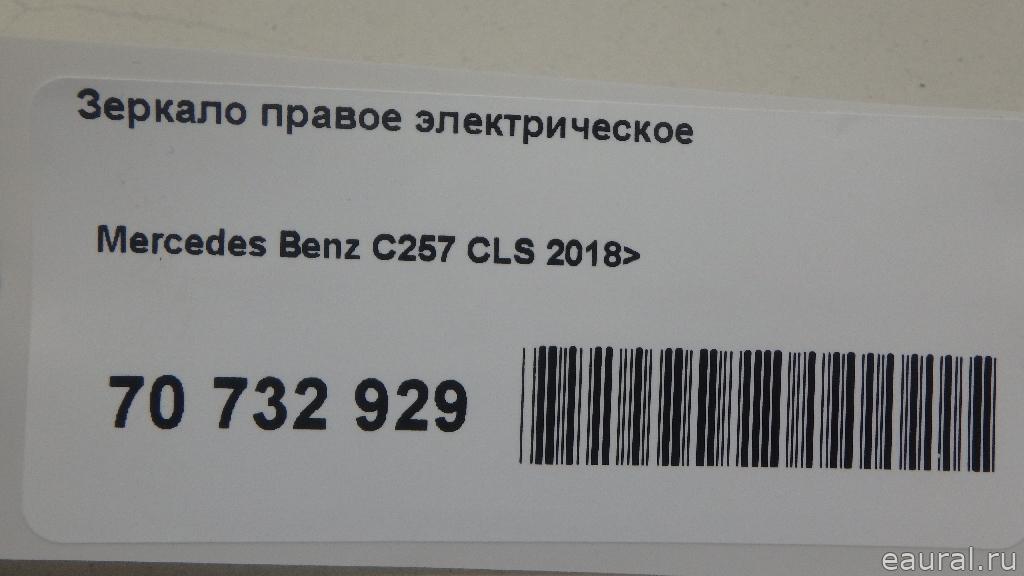 Зеркало правое электрическое
Mercedes Benz C257 CLS 2018>
70 732 929
eaural.ru